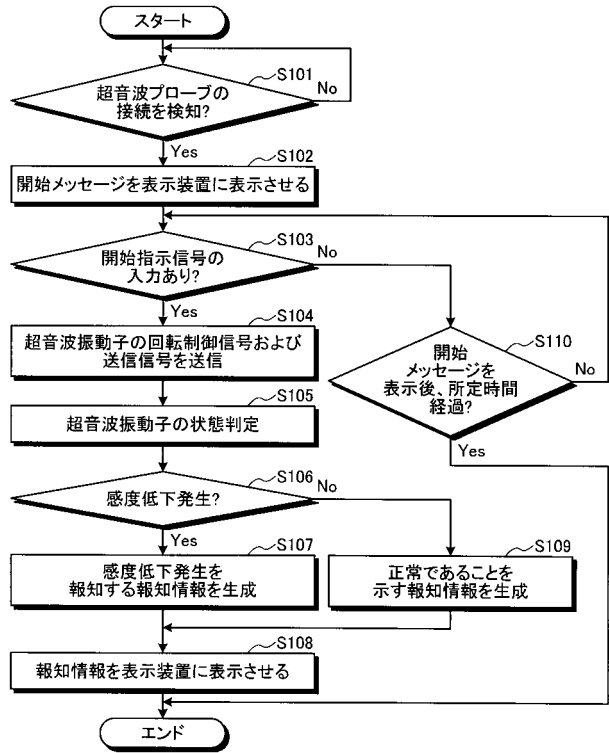 スタート
S101
超音波プローブの
接続を検知?
No
Yes
S102
開始メッセージを表示装置に表示させる
S103
開始指示信号の
入力あり?
No
Yes
S104
超音波振動子の回転制御信号および
送信信号を送信
S110
開始
メッセージを
表示後、所定時間
経過?
No
Yes
S105
超音波振動子の状態判定
S106
感度低下発生?
No
Yes
S107
感度低下発生を
報知する報知情報を生成
S109
正常であることを
示す報知情報を生成
S108
報知情報を表示装置に表示させる
エンド